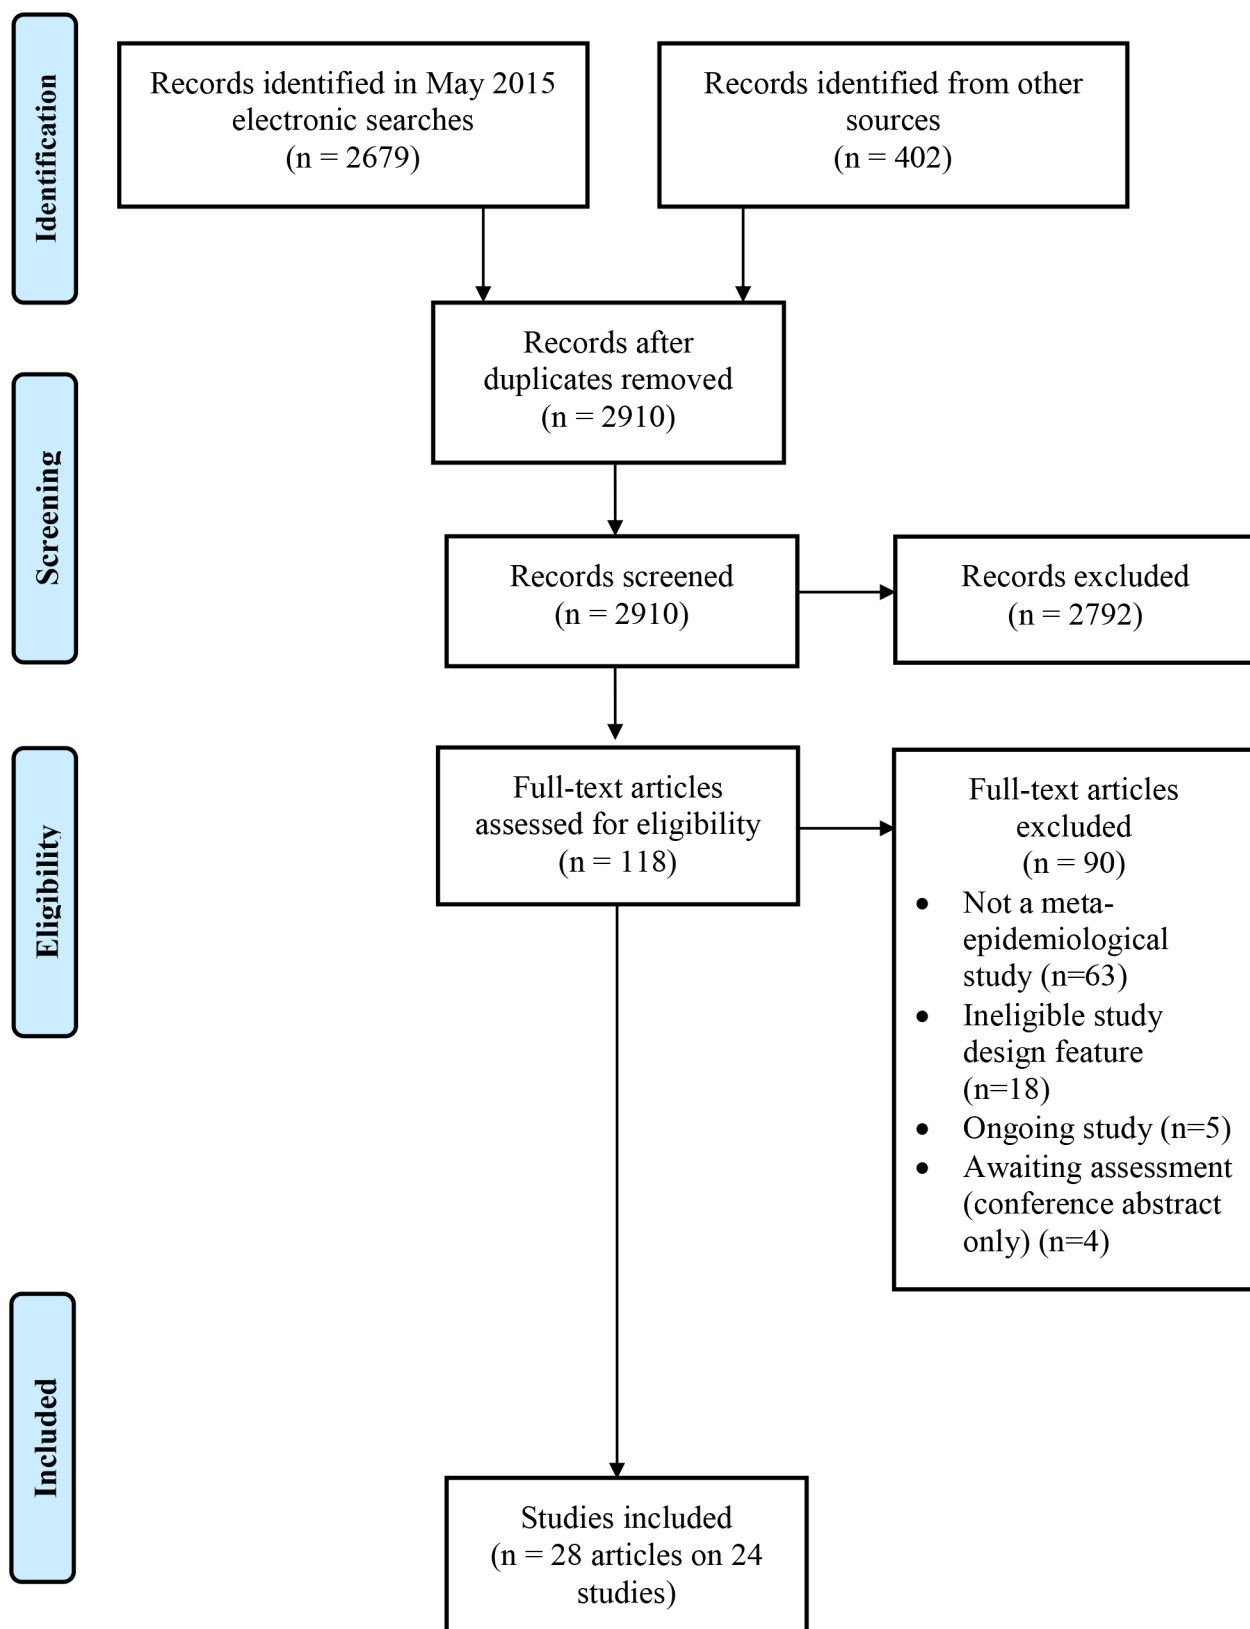 Identification
Records identified in May 2015
electronic searches
(n = 2679)
Records identified from other
sources
(n = 402)
Records after
duplicates removed
(n = 2910)
Screening
Records screened
(n = 2910)
Records excluded
(n = 2792)
Eligibility
Full-text articles
assessed for eligibility
(n = 118)
Full-text articles
excluded
(n = 90)
• Not a meta-
epidemiological
study (n=63)
• Ineligible study
design feature
(n=18)
• Ongoing study (n=5)
• Awaiting assessment
(conference abstract
only) (n=4)
Included
Studies included
(n = 28 articles on 24
studies)